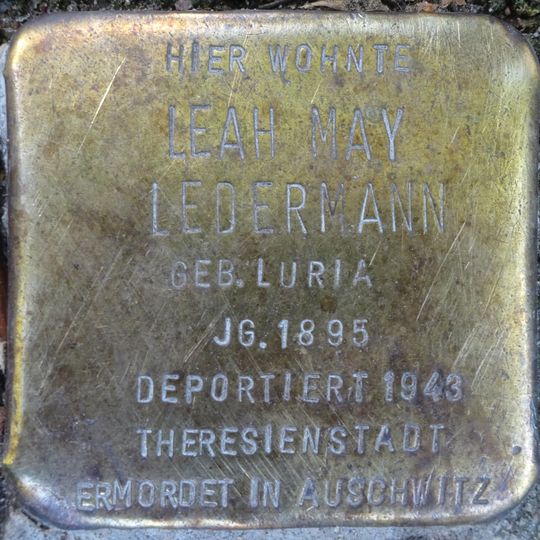 HIER WOHNTE
LEAH MAY
LEDERMANN
GEB. LURIA
JG. 1895
DEPORTIERT 1943
THERESIENSTADT
ERMORDET IN AUSCHWITZ